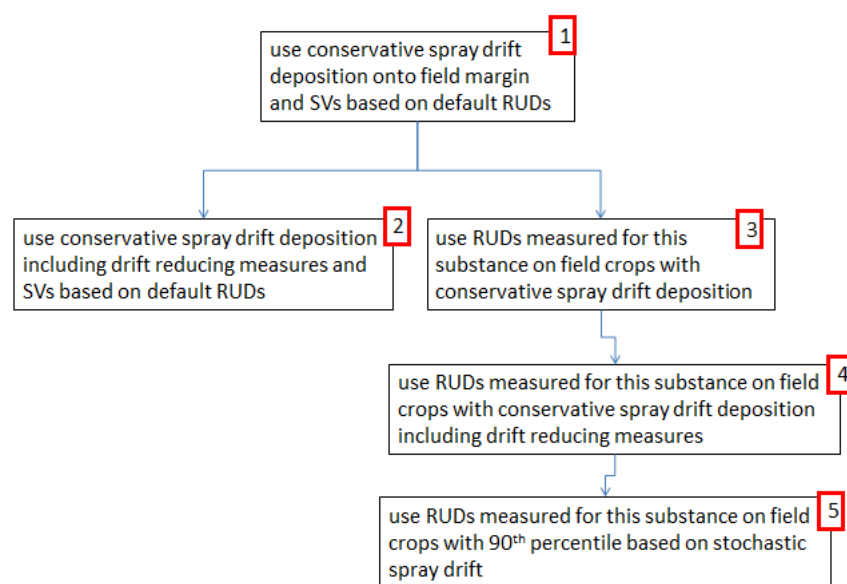 1
use conservative spray drift
deposition onto field margin
and SVs based on default RUDs
2
use conservative spray drift deposition
including drift reducing measures and
SVs based on default RUDs
3
use RUDs measured for this
substance on field crops with
conservative spray drift deposition
4
use RUDs measured for this substance on field
crops with conservative spray drift deposition
including drift reducing measures
5
use RUDs measured for this substance on field
crops with 90th percentile based on stochastic
spray drift